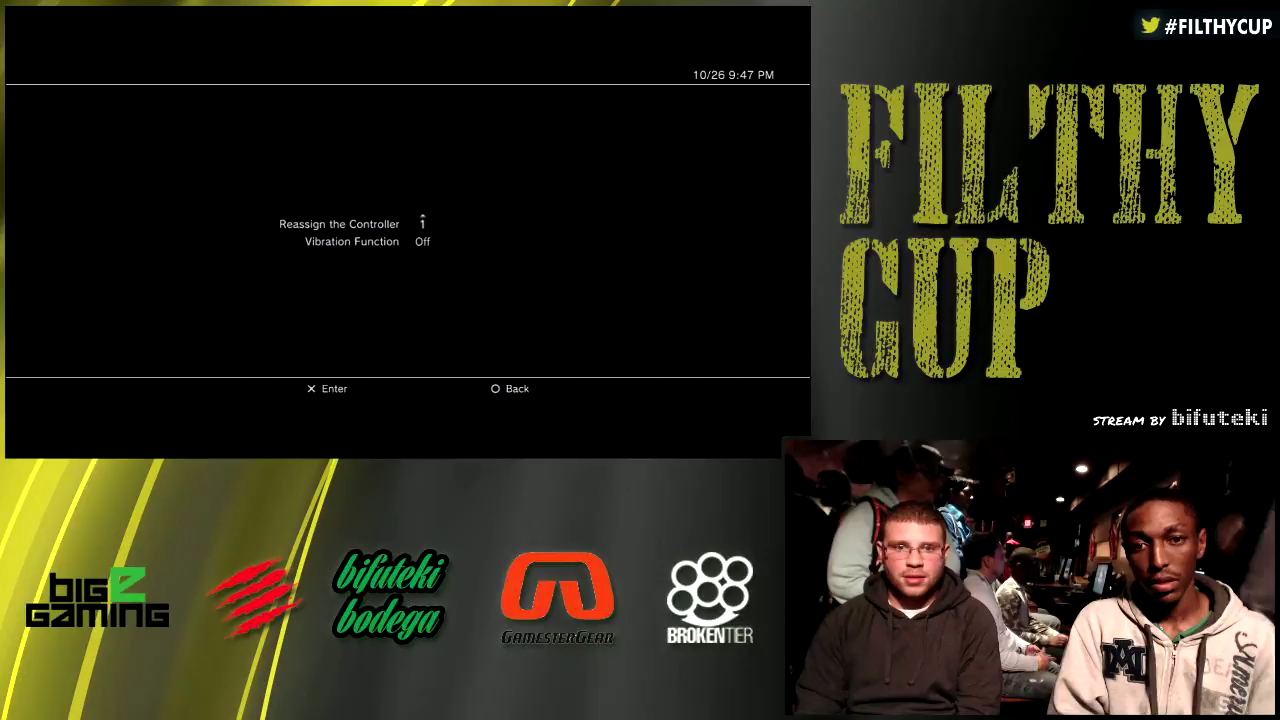 #FILTHYCUP
10/26 9:47 PM
FILTHY
CUP
Reassign the Controller 1
Vibration Function Off
Enter
Back
STREAM BY bifuteki
BIG E
GAMING
bifuteki
bodega
GAMESTERGEAR
BROKENTIER